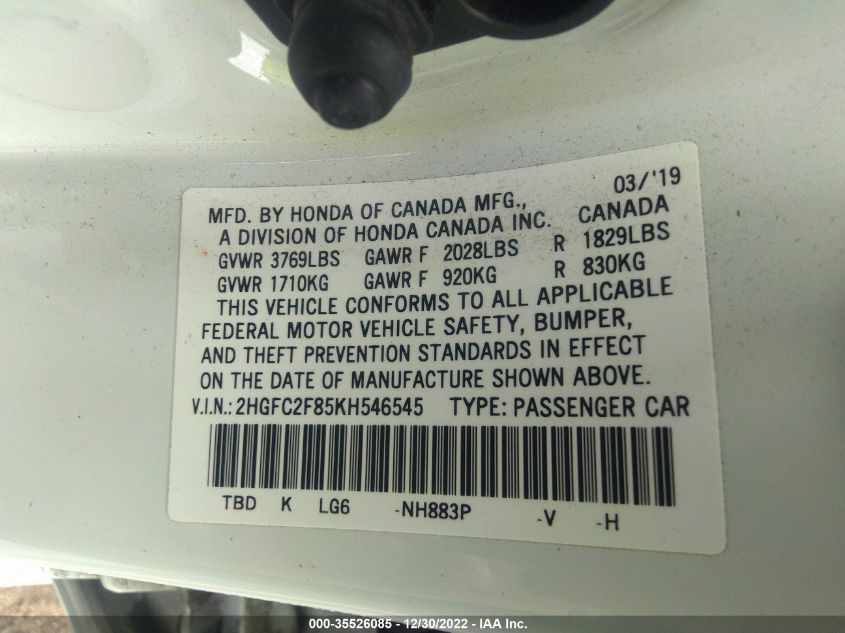 03/'19
MFD. BY HONDA OF CANADA MFG.,
A DIVISION OF HONDA CANADA INC. CANADA
GVWR 3769LBS GAWR F 2028LBS R 1829LBS
GVWR 1710KG GAWR F 920KG R 830KG
THIS VEHICLE CONFORMS TO ALL APPLICABLE
FEDERAL MOTOR VEHICLE SAFETY, BUMPER,
AND THEFT PREVENTION STANDARDS IN EFFECT
ON THE DATE OF MANUFACTURE SHOWN ABOVE.
V.I.N.: 2HGFC2F85KH546545 TYPE: PASSENGER CAR
TBD K LG6 -NH883P -V -H
000-35526085 - 12/30/2022 - IAA Inc.